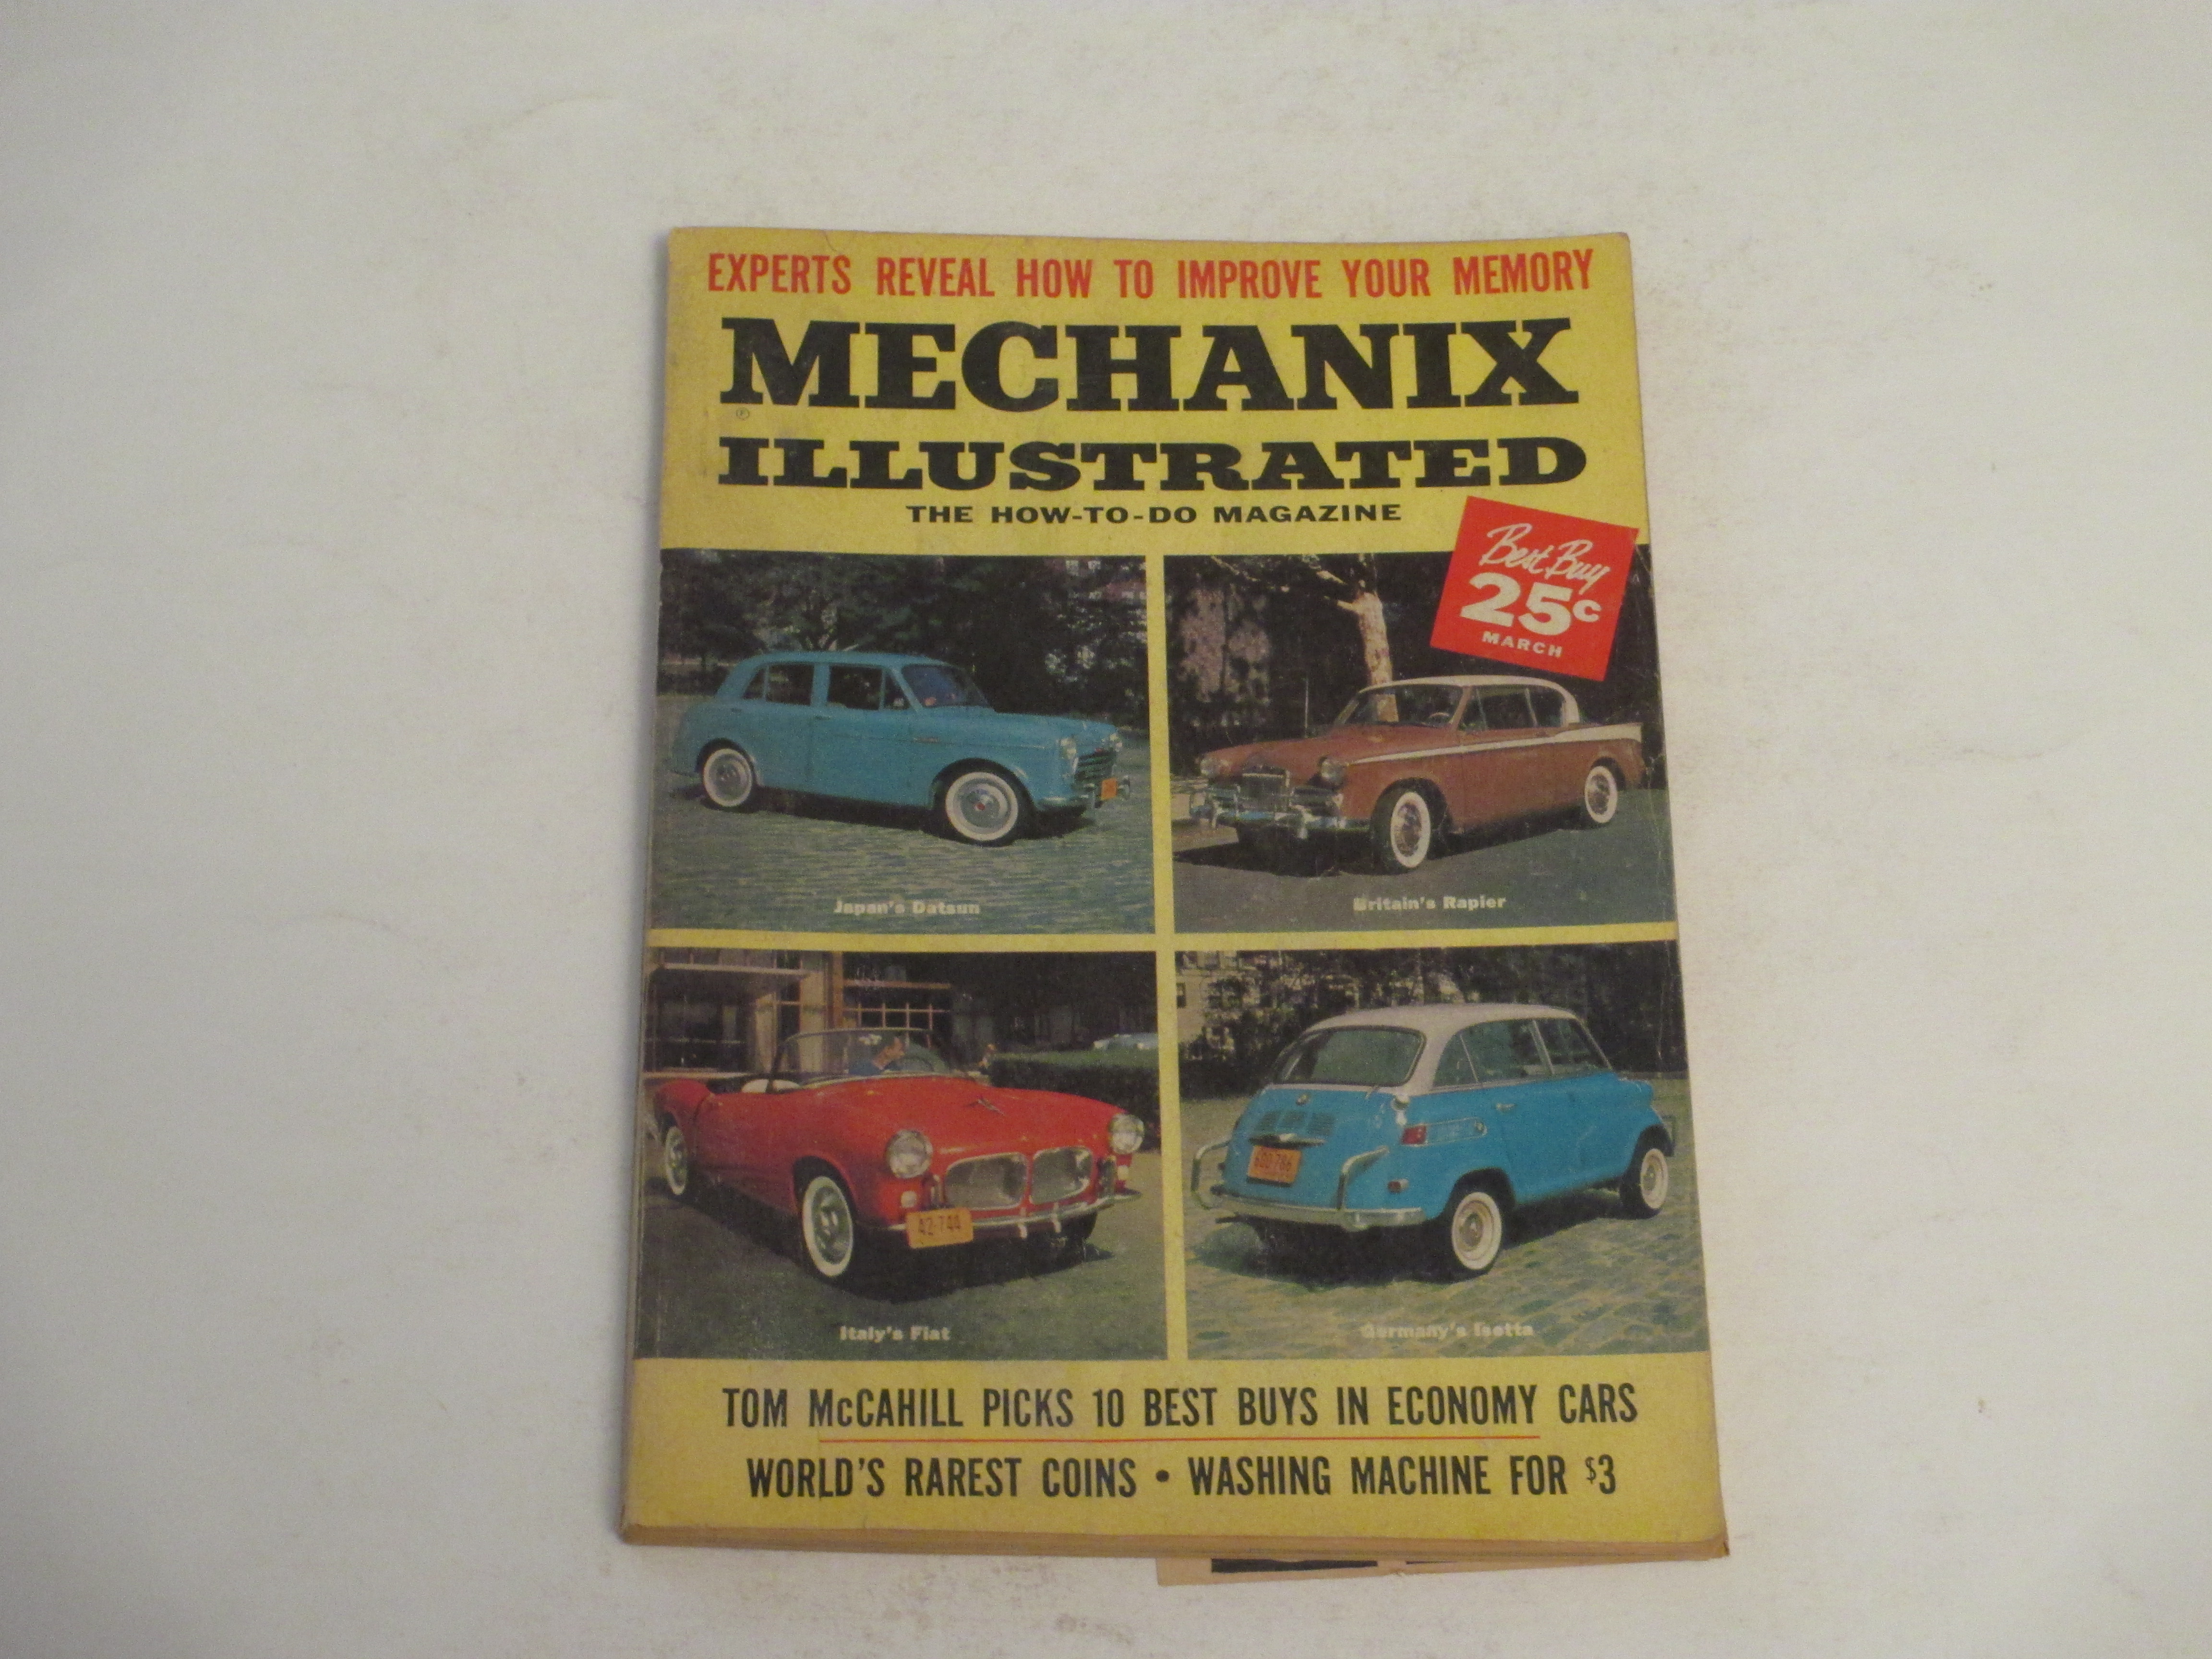 EXPERTS REVEAL HOW TO IMPROVE YOUR MEMORY
MECHANIX
ILLUSTRATED
THE HOW-TO-DO MAGAZINE
Best Buy
25c
MARCH
Japan's Datsun
Britain's Rapier
42-744
Italy's Fiat
Germany's Isetta
TOM McCAHILL PICKS 10 BEST BUYS IN ECONOMY CARS
WORLD'S RAREST COINS • WASHING MACHINE FOR $3